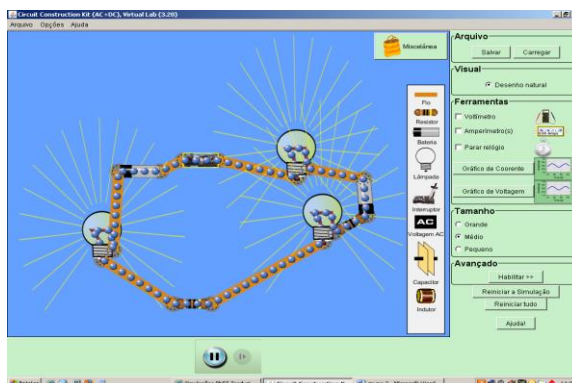 Circuit Construction Kit (AC+DC), Virtual Lab (3.20)
Arquivo Opções Ajuda
Miscelânea
Fio
Resistor
Bateria
Lâmpada
Interruptor
AC
Voltagem AC
Capacitor
Indutor
Arquivo
Salvar Carregar
Visual
Desenho natural
Ferramentas
Voltímetro
Amperímetro(s)
Parar relógio
Gráfico de Corrente
Gráfico de Voltagem
Tamanho
Grande
Médio
Pequeno
Avançado
Habilitar >>
Reiniciar a Simulação
Reiniciar tudo
Ajuda!